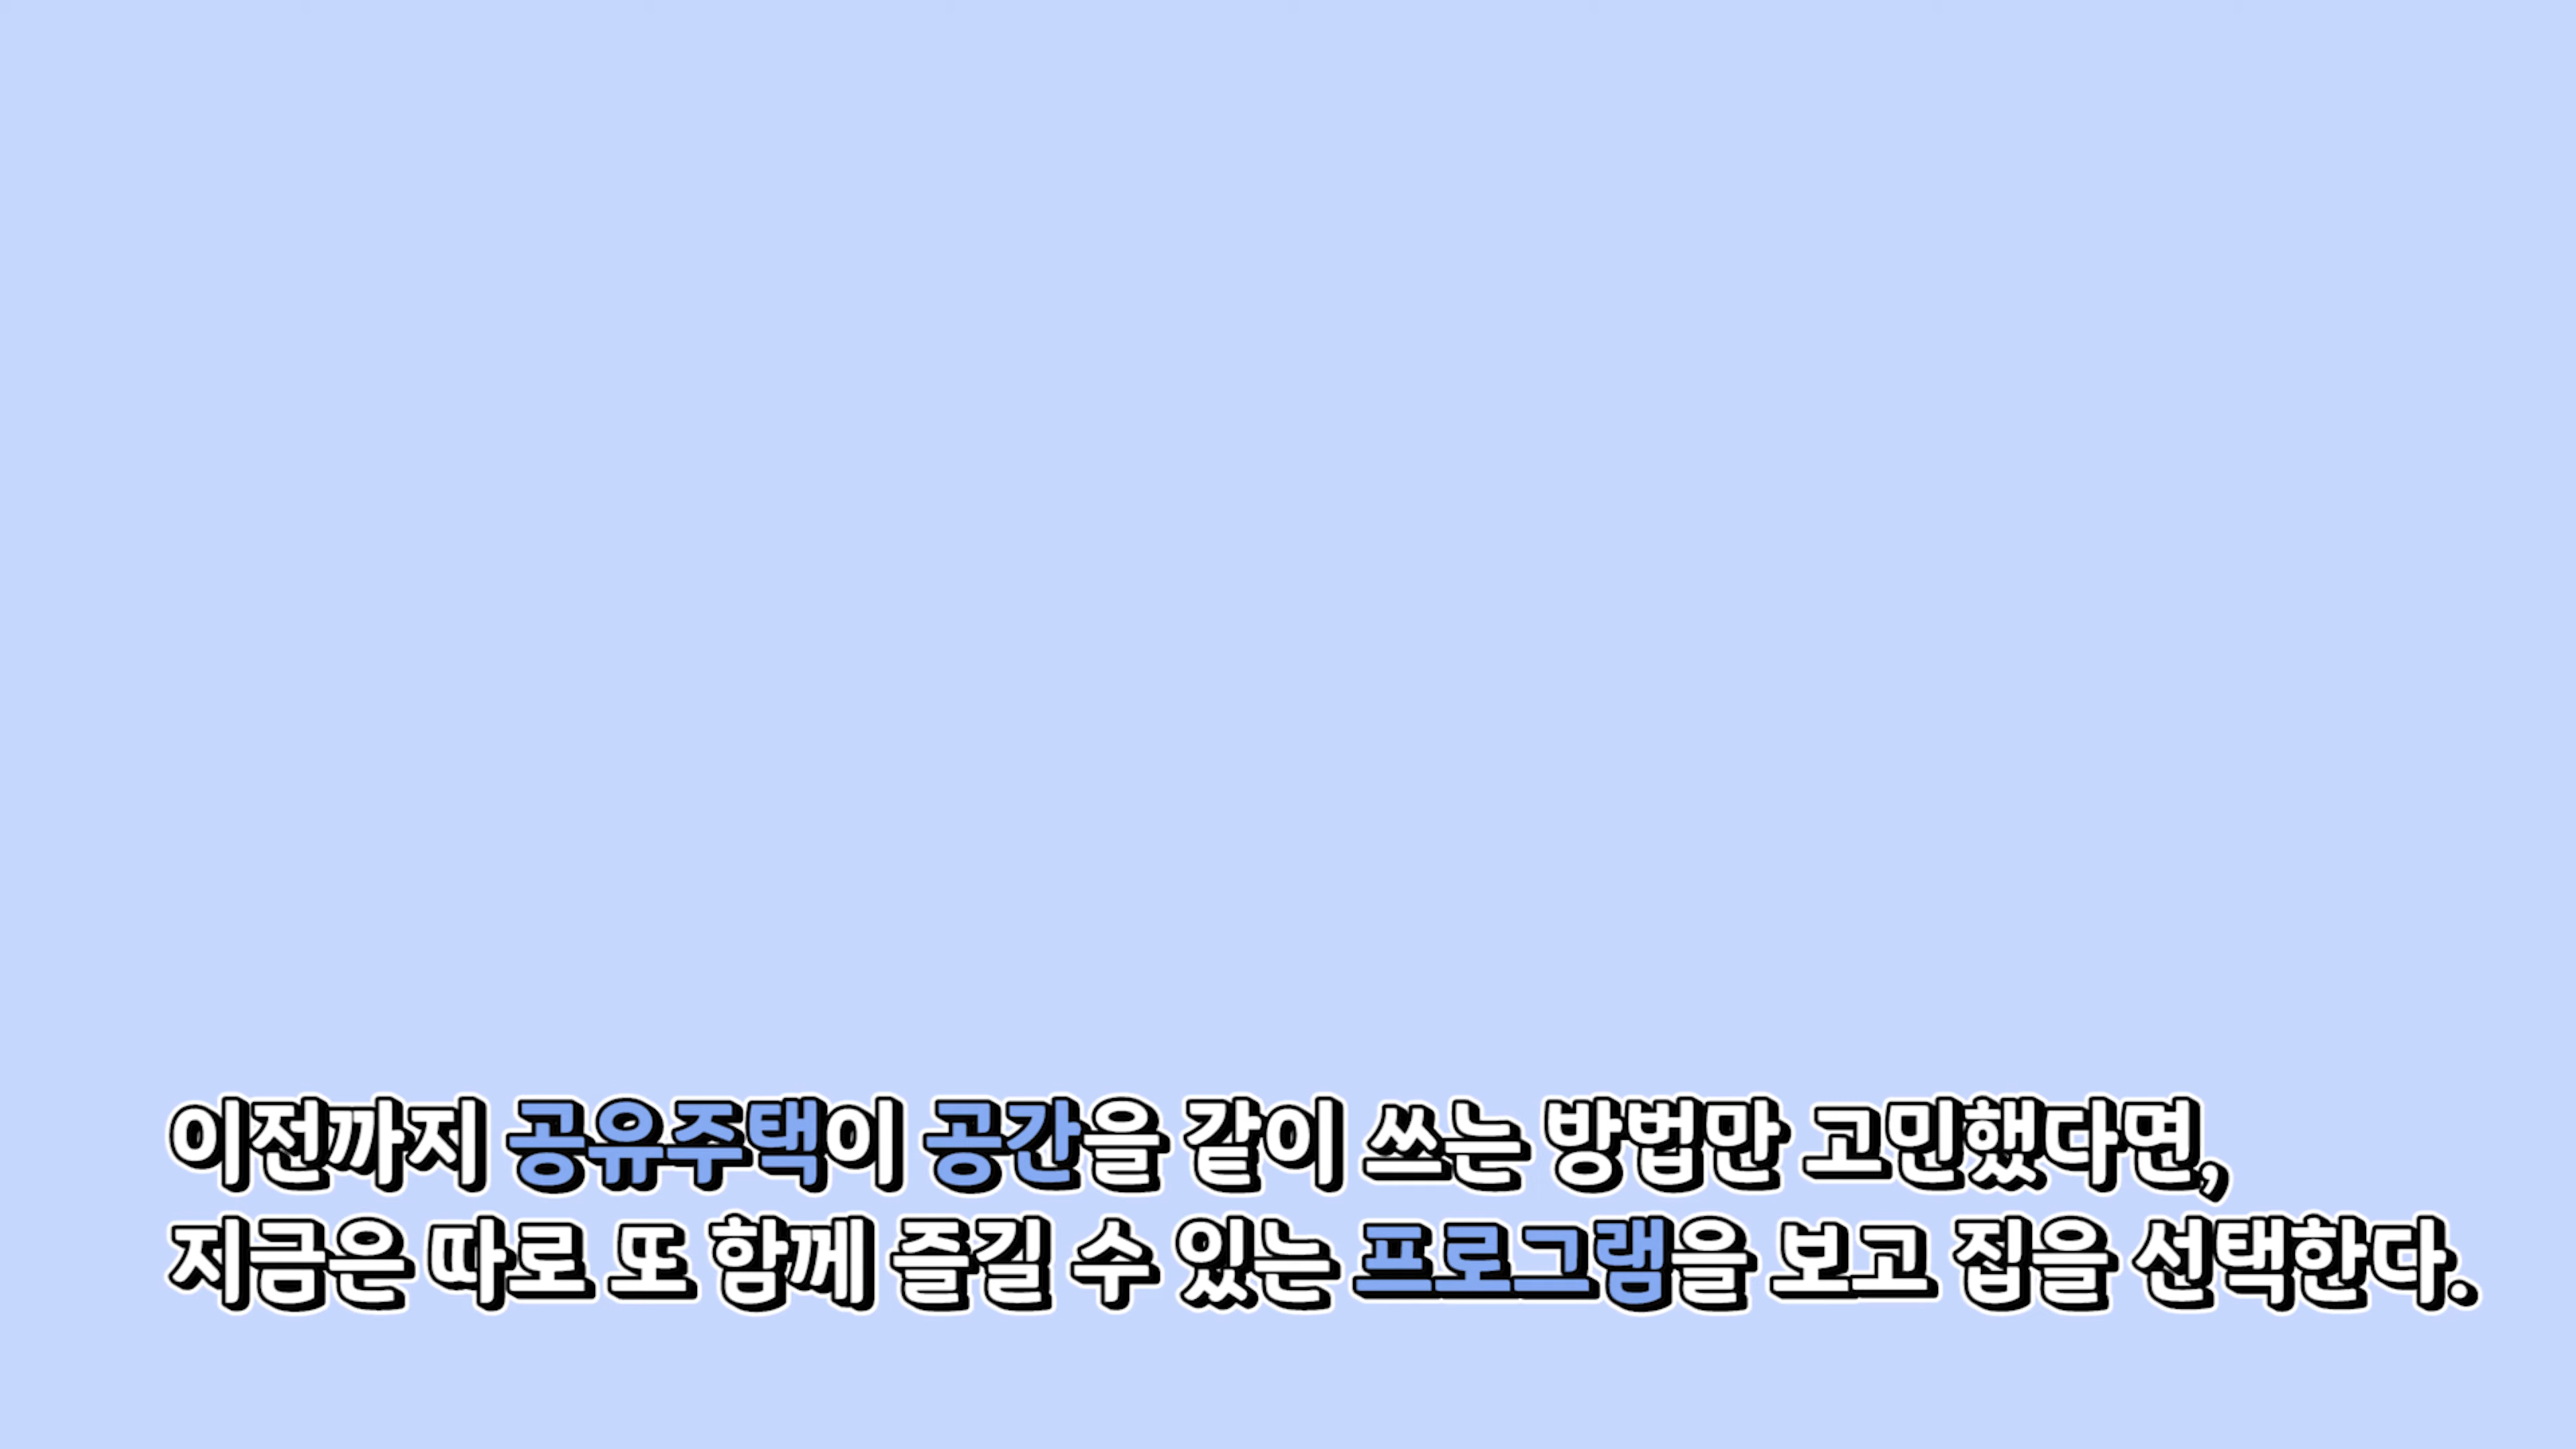 이전까지 공유주택이 공간을 같이 쓰는 방법만 고민했다면,
지금은 따로 또 함께 즐길 수 있는 프로그램을 보고 집을 선택한다.